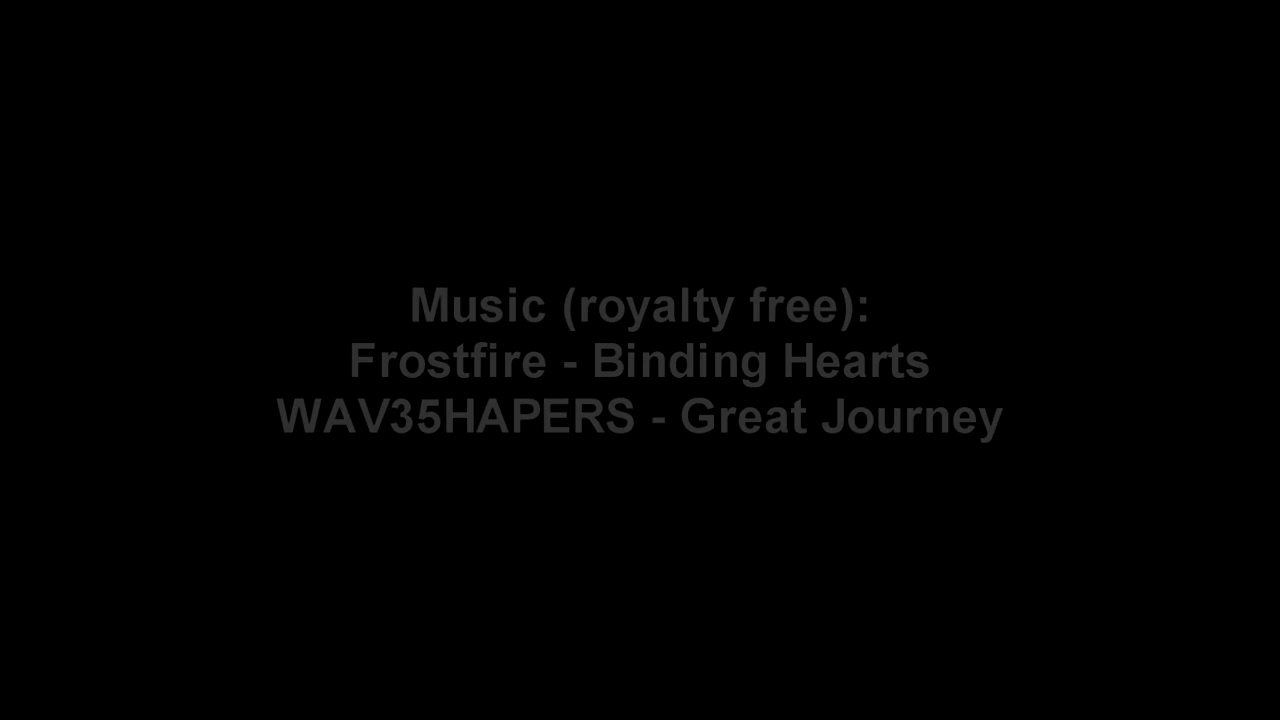 Music (royalty free):
Frostfire - Binding Hearts
WAV35HAPERS - Great Journey